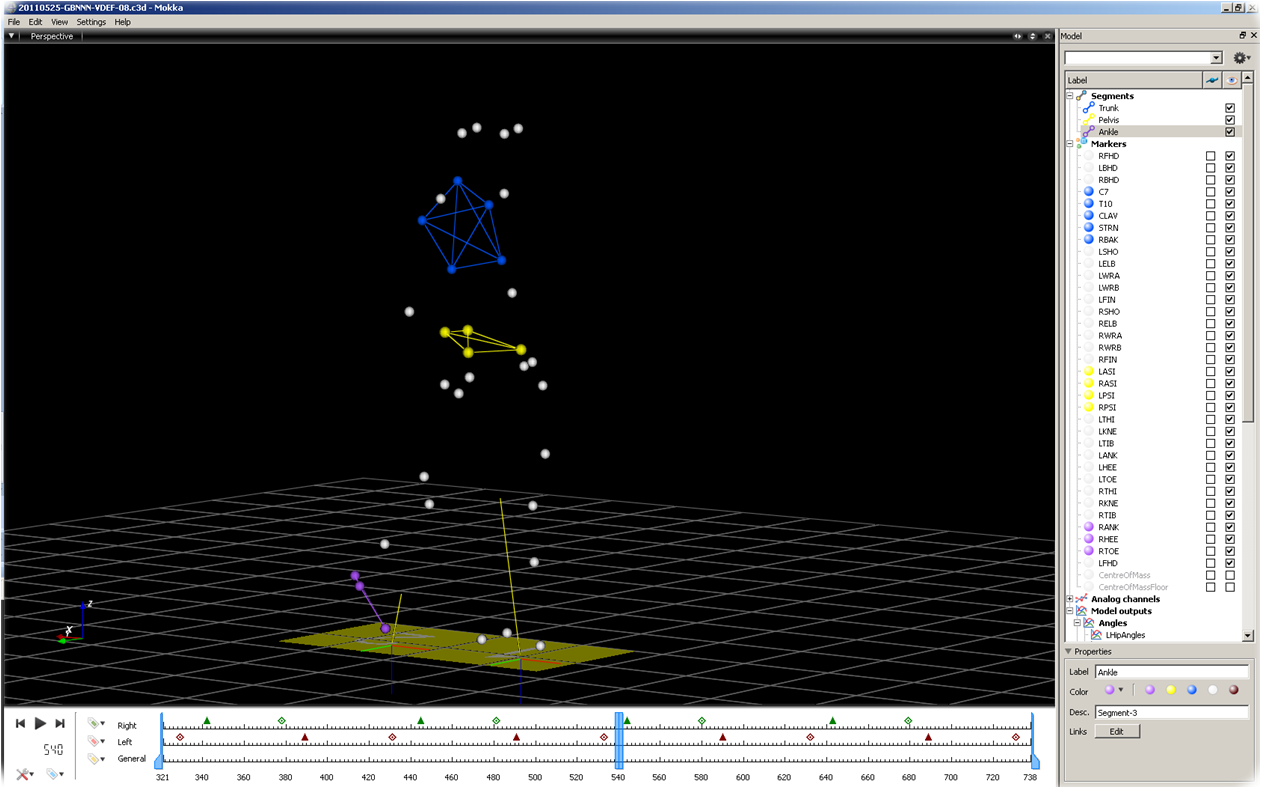 20110525-GBNNN-VDEF-08.c3d - Mokka
File Edit View Settings Help
Perspective
Model
Label
Segments
Trunk
Pelvis
Ankle
Markers
RFHD
LBHD
RBHD
C7
T10
CLAV
STRN
RBAK
LSHO
LELB
LWRA
LWRB
LFIN
RSHO
RELB
RWRA
RWRB
RFIN
LASI
RASI
LPSI
RPSI
LTHI
LKNE
LTIB
LANK
LHEE
LTOE
RTHI
RKNE
RTIB
RANK
RHEE
RTOE
LFHD
CentreOfMass
CentreOfMassFloor
Analog channels
Model outputs
Angles
LHipAngles
Z
X
Properties
Label Ankle
Color
Desc. Segment-3
Links Edit
Right
Left
General
540
321 340 360 380 400 420 440 460 480 500 520 540 560 580 600 620 640 660 680 700 720 738